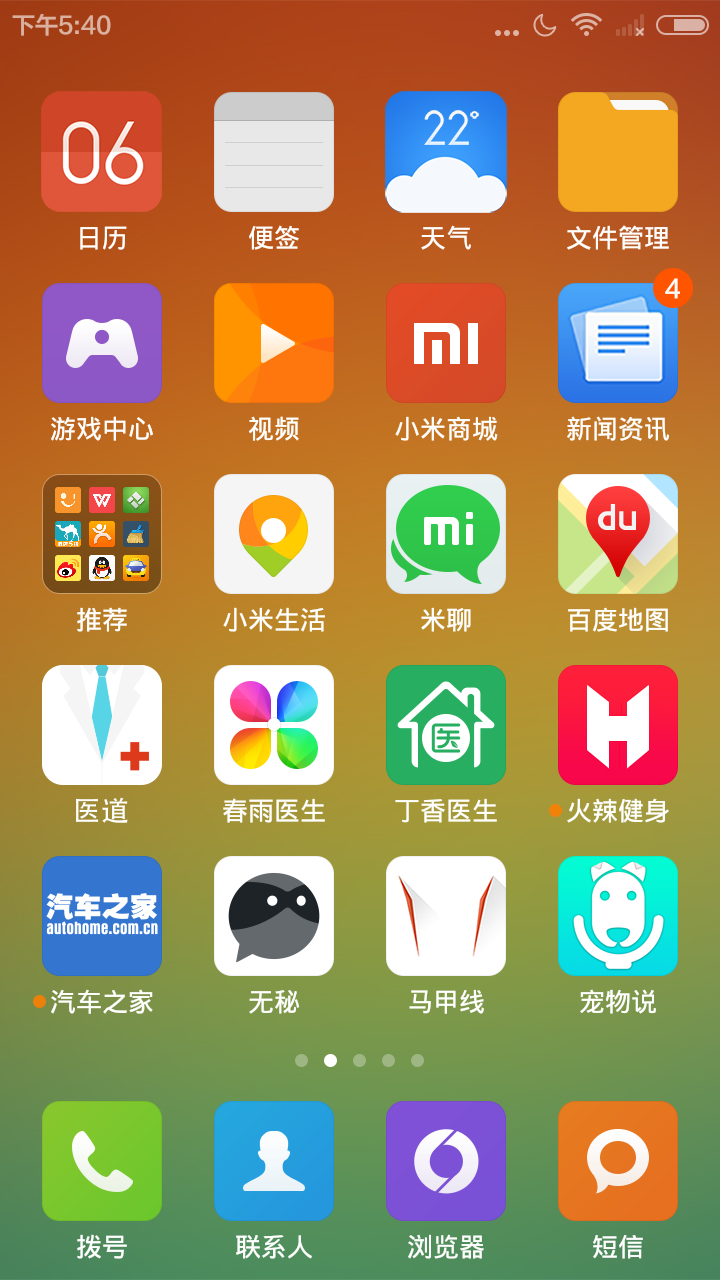 下午5:40
06
22°
日历
便签
天气
文件管理
4
游戏中心
视频
小米商城
新闻资讯
mi
du
推荐
小米生活
米聊
百度地图
医
医道
春雨医生
丁香医生
火辣健身
汽车之家
autohome.com.cn
汽车之家
无秘
马甲线
宠物说
拨号
联系人
浏览器
短信